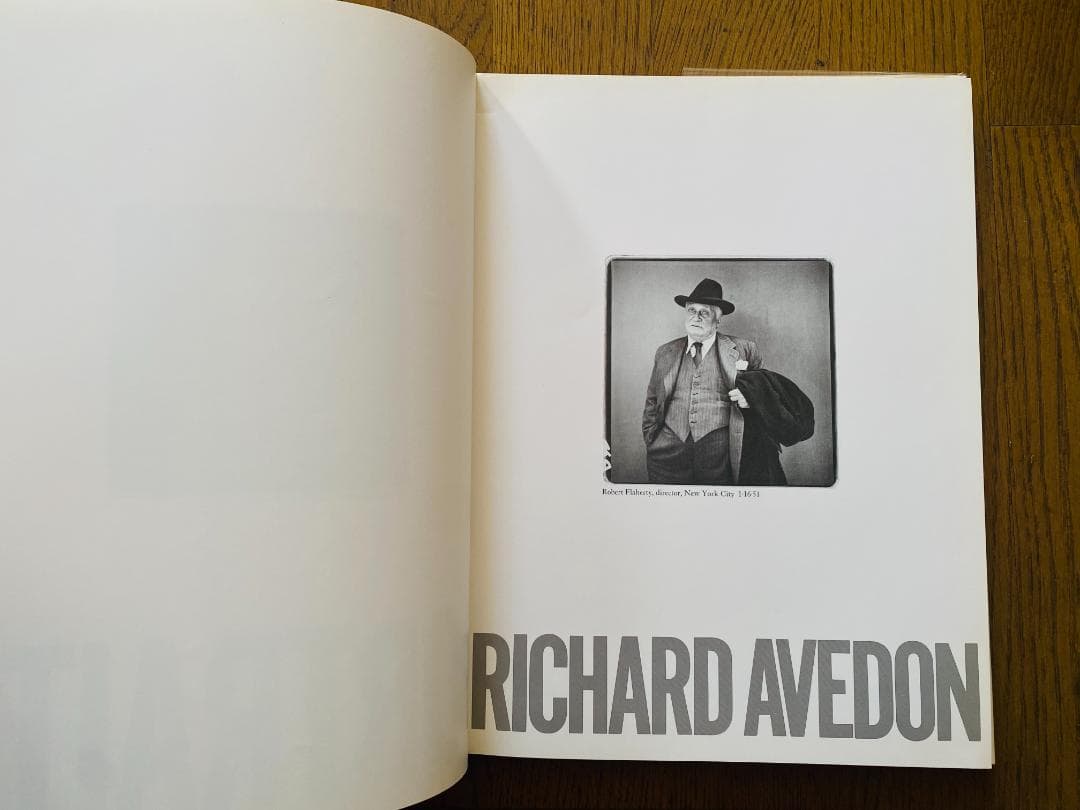 Robert Flaherty, director, New York City 1-16-51
RICHARD AVEDON